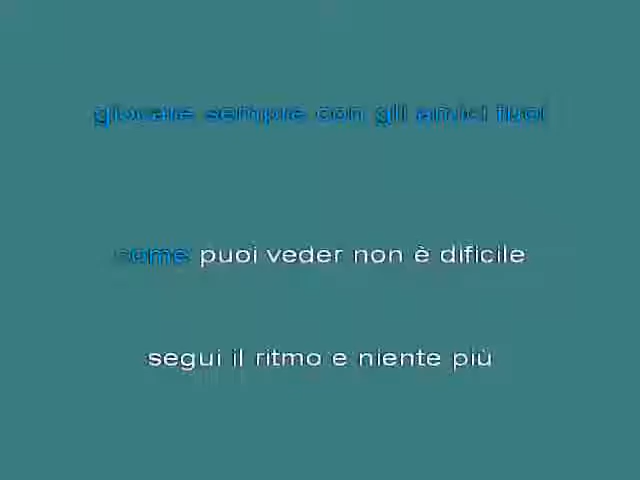 giocare sempre con gli amici tuoi
come puoi veder non è dificile
segui il ritmo e niente più